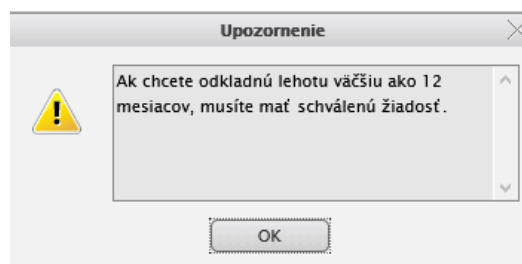 Upozornenie
Ak chcete odkladnú lehotu väčšiu ako 12
mesiacov, musíte mať schválenú žiadosť.
OK